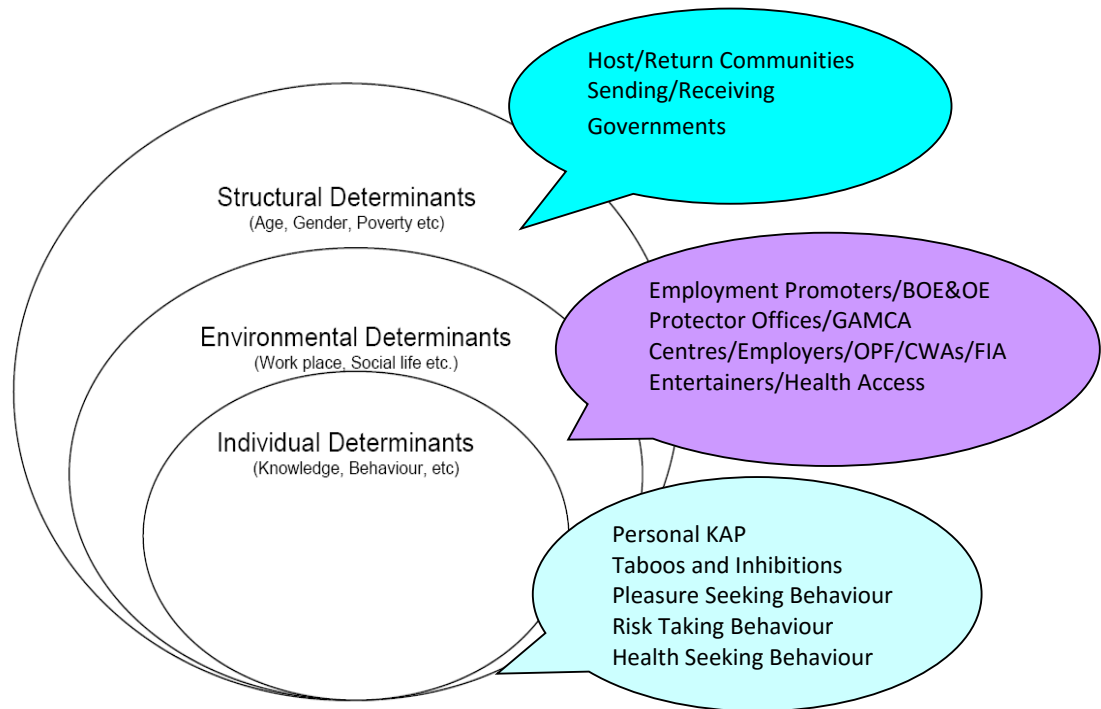 Host/Return Communities
Sending/Receiving
Governments
Structural Determinants
(Age, Gender, Poverty etc)
Employment Promoters/BOE&OE
Protector Offices/GAMCA
Centres/Employers/OPF/CWAs/FIA
Entertainers/Health Access
Environmental Determinants
(Work place, Social life etc.)
Individual Determinants
(Knowledge, Behaviour, etc)
Personal KAP
Taboos and Inhibitions
Pleasure Seeking Behaviour
Risk Taking Behaviour
Health Seeking Behaviour